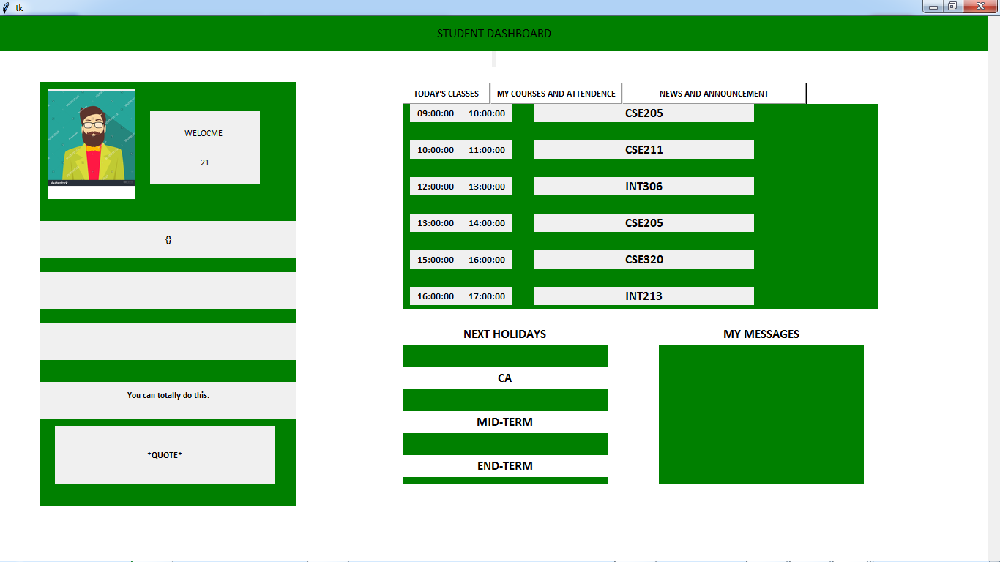 tk
STUDENT DASHBOARD
WELOCME
21
{}
You can totally do this.
*QUOTE*
TODAY'S CLASSES MY COURSES AND ATTENDENCE NEWS AND ANNOUNCEMENT
09:00:00 10:00:00 CSE205
10:00:00 11:00:00 CSE211
12:00:00 13:00:00 INT306
13:00:00 14:00:00 CSE205
15:00:00 16:00:00 CSE320
16:00:00 17:00:00 INT213
NEXT HOLIDAYS
CA
MID-TERM
END-TERM
MY MESSAGES
shutterstock